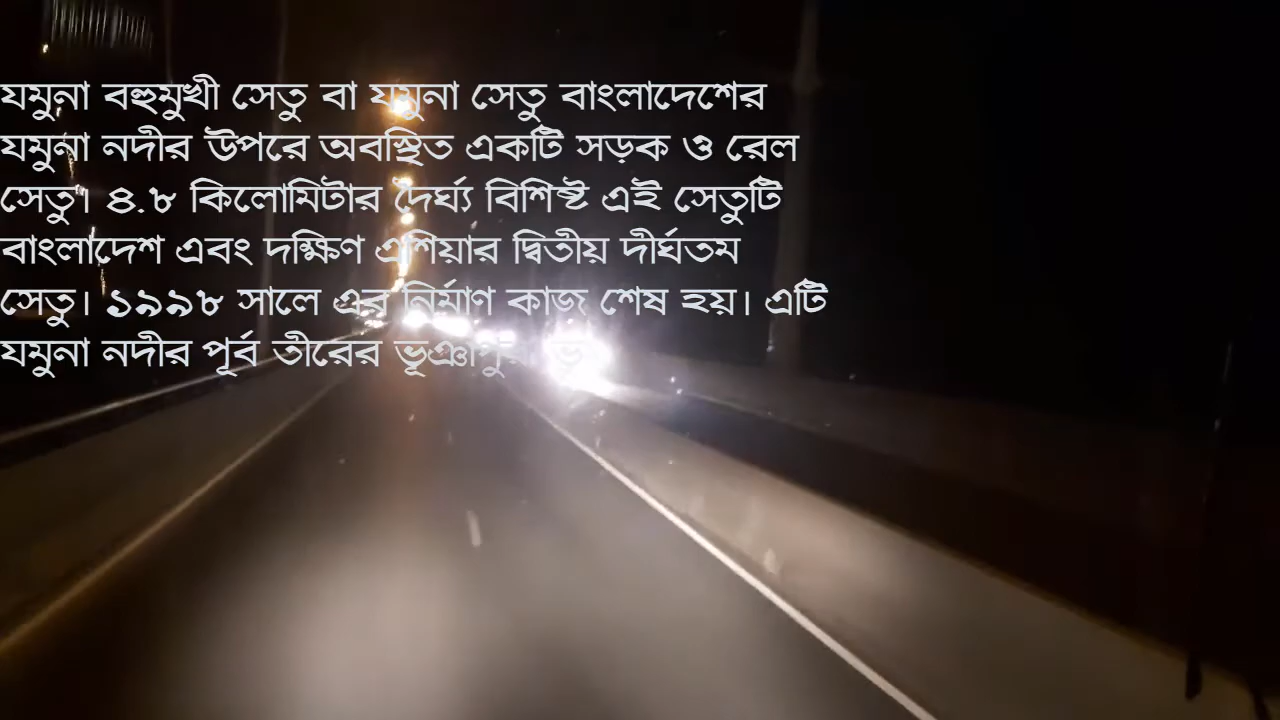 যমুনা বহুমুখী সেতু বা যমুনা সেতু বাংলাদেশের
যমুনা নদীর উপরে অবস্থিত একটি সড়ক ও রেল
সেতু। ৪.৮ কিলোমিটার দৈর্ঘ্য বিশিষ্ট এই সেতুটি
বাংলাদেশ এবং দক্ষিণ এশিয়ার দ্বিতীয় দীর্ঘতম
সেতু। ১৯৯৮ সালে এর নির্মাণ কাজ শেষ হয়। এটি
যমুনা নদীর পূর্ব তীরের ভূঞাপুর